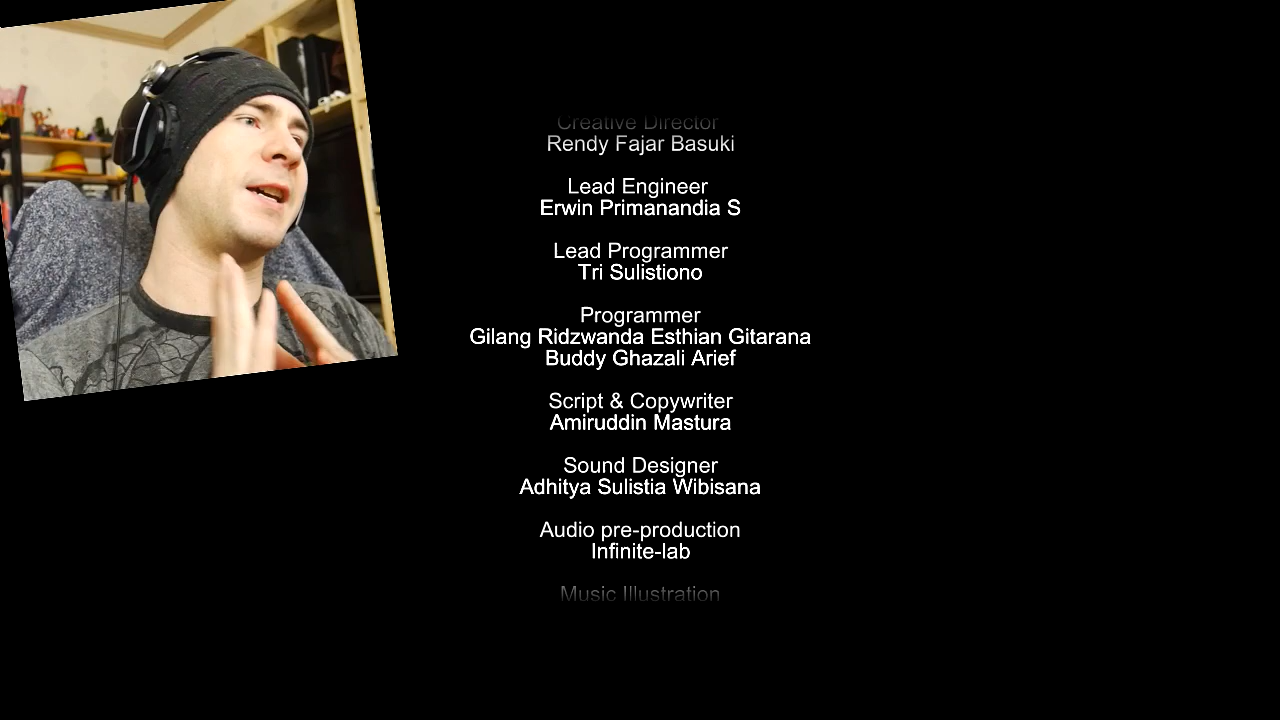 Creative Director
Rendy Fajar Basuki
Lead Engineer
Erwin Primanandia S
Lead Programmer
Tri Sulistiono
Programmer
Gilang Ridzwanda Esthian Gitarana
Buddy Ghazali Arief
Script & Copywriter
Amiruddin Mastura
Sound Designer
Adhitya Sulistia Wibisana
Audio pre-production
Infinite-lab
Music Illustration